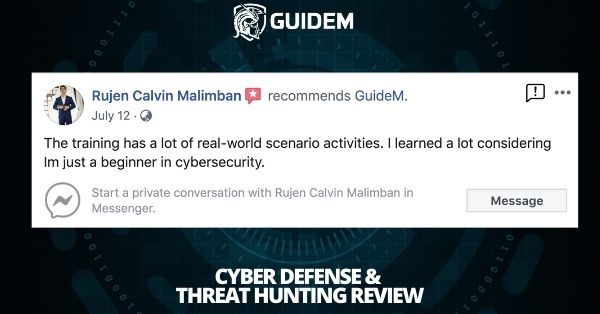 GUIDEM
Rujen Calvin Malimban recommends GuideM.
July 12 ·
The training has a lot of real-world scenario activities. I learned a lot considering
Im just a beginner in cybersecurity.
Start a private conversation with Rujen Calvin Malimban in
Messenger.
Message
CYBER DEFENSE &
THREAT HUNTING REVIEW